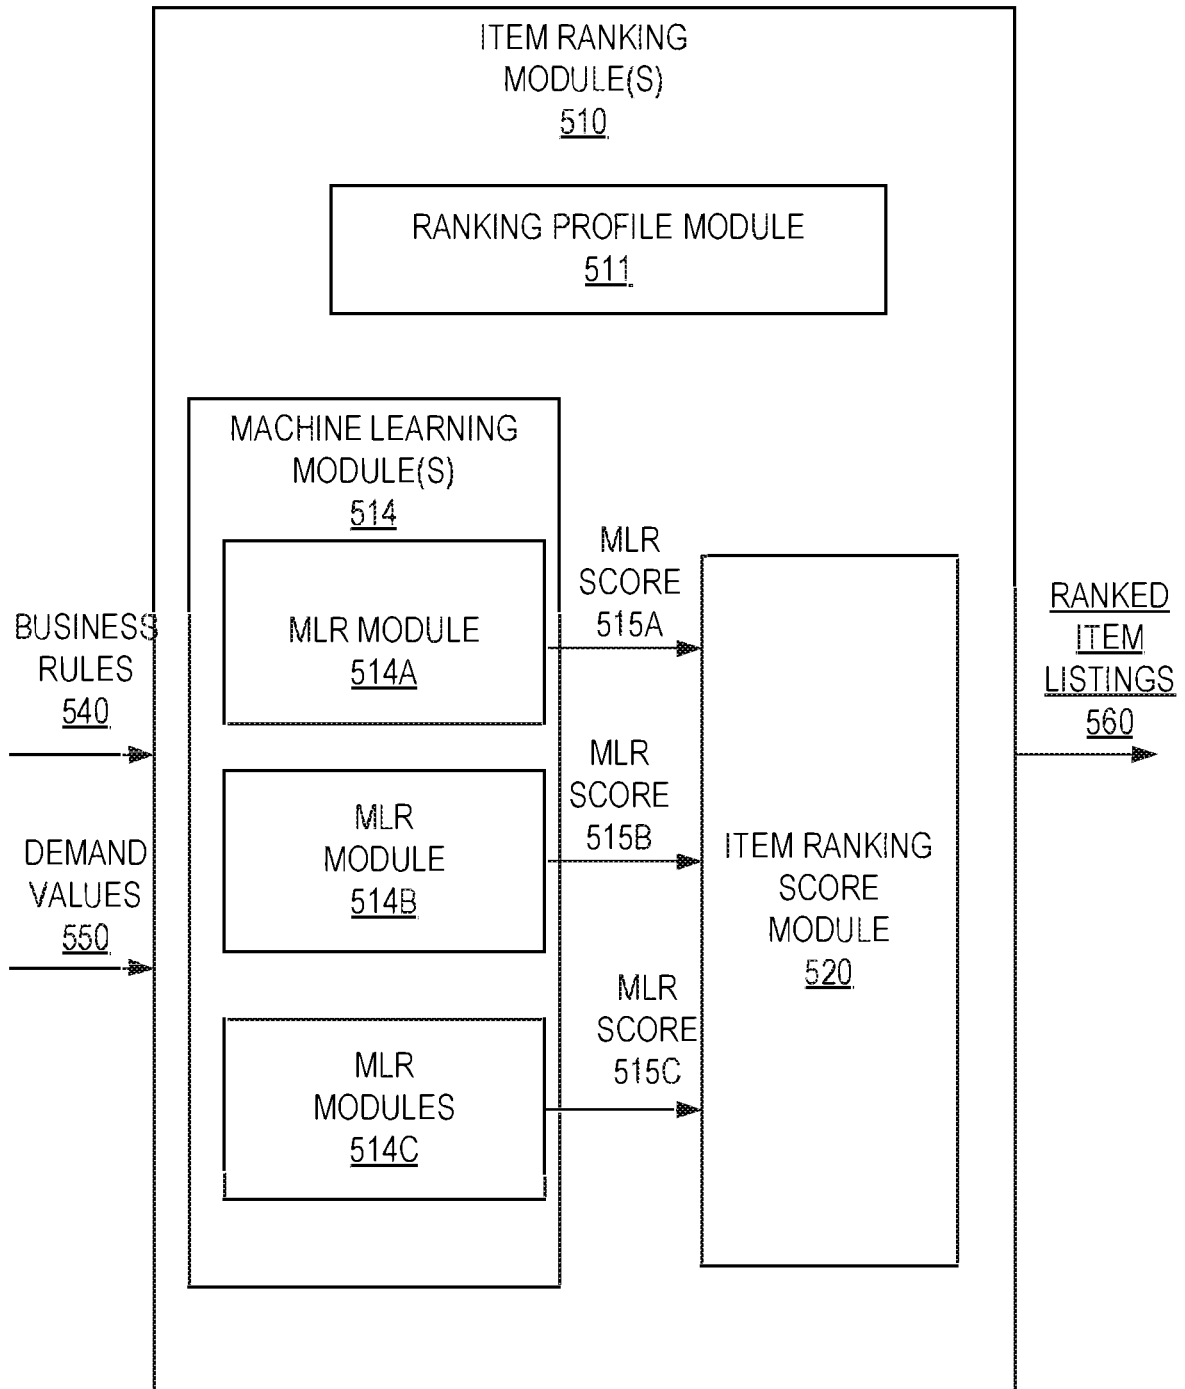 ITEM RANKING
MODULE(S)
510
RANKING PROFILE MODULE
511
MACHINE LEARNING
MODULE(S)
514
MLR MODULE
514A
MLR
SCORE
515A
BUSINESS
RULES
540
RANKED
ITEM
LISTINGS
560
MLR
MODULE
514B
MLR
SCORE
515B
DEMAND
VALUES
550
ITEM RANKING
SCORE
MODULE
520
MLR
MODULES
514C
MLR
SCORE
515C